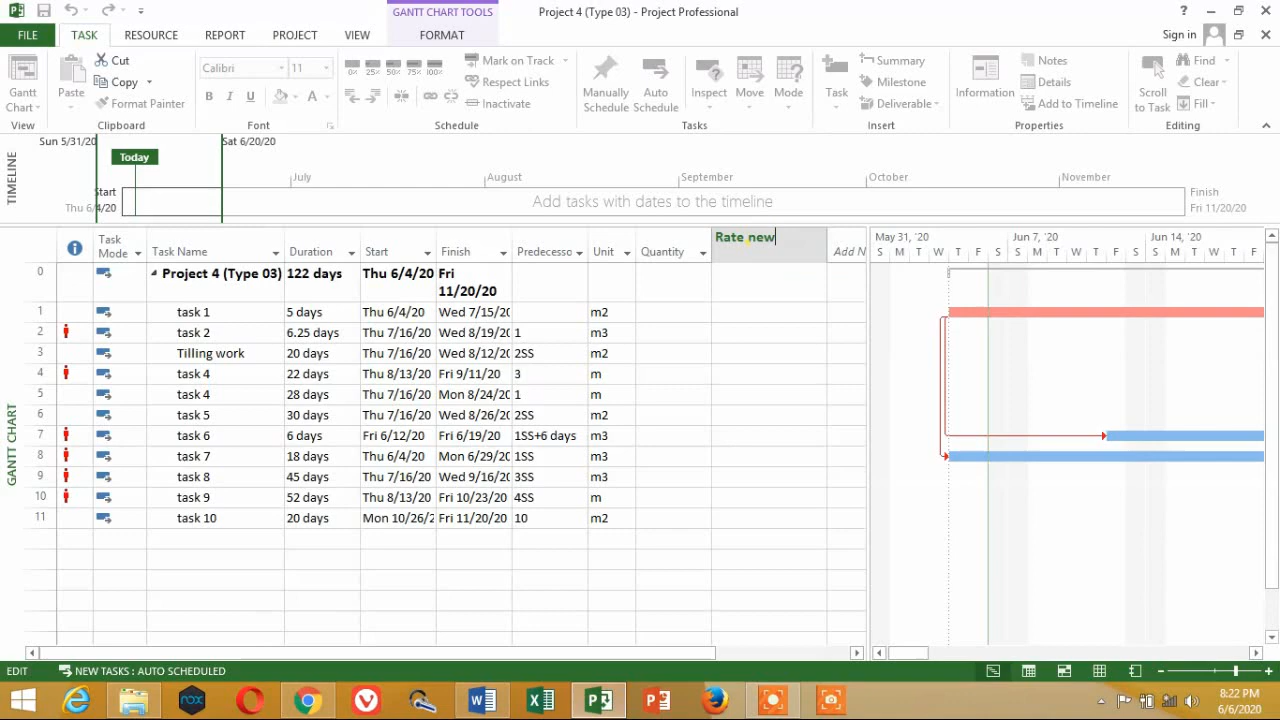 GANTT CHART TOOLS
Project 4 (Type 03) - Project Professional
FILE TASK RESOURCE REPORT PROJECT VIEW FORMAT Sign in
Gantt Chart
View
Paste
Cut
Copy
Format Painter
Clipboard
Calibri 11
B I U A
Font
0% 25% 50% 75% 100%
Mark on Track
Respect Links
Inactivate
Schedule
Manually Schedule
Auto Schedule
Inspect Move Mode
Tasks
Task
Summary
Milestone
Deliverable
Insert
Information
Notes
Details
Add to Timeline
Properties
Scroll to Task
Find
Clear
Fill
Editing
TIMELINE
Sun 5/31/20 Sat 6/20/20
Today
July August September October November
Start
Thu 6/4/20
Add tasks with dates to the timeline
Finish
Fri 11/20/20
GANTT CHART
Task Mode Task Name Duration Start Finish Predecesso Unit Quantity Rate new Add N
May 31, '20 Jun 7, '20 Jun 14, '20
S M T W T F S S M T W T F S S M T W T F
0 Project 4 (Type 03) 122 days Thu 6/4/20 Fri 11/20/20
1 task 1 5 days Thu 6/4/20 Wed 7/15/20 m2
2 task 2 6.25 days Thu 7/16/20 Wed 8/19/20 1 m3
3 Tilling work 20 days Thu 7/16/20 Wed 8/12/20 2SS m2
4 task 4 22 days Thu 8/13/20 Fri 9/11/20 3 m
5 task 4 28 days Thu 7/16/20 Mon 8/24/20 1 m
6 task 5 30 days Thu 7/16/20 Wed 8/26/20 2SS m2
7 task 6 6 days Fri 6/12/20 Fri 6/19/20 1SS+6 days m3
8 task 7 18 days Thu 6/4/20 Mon 6/29/20 1SS m3
9 task 8 45 days Thu 7/16/20 Wed 9/16/20 3SS m3
10 task 9 52 days Thu 8/13/20 Fri 10/23/20 4SS m
11 task 10 20 days Mon 10/26/2 Fri 11/20/20 10 m2
EDIT NEW TASKS : AUTO SCHEDULED
nox
8:22 PM
6/6/2020